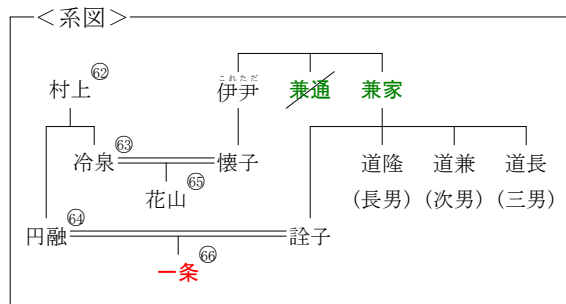 <系図>
村上 62
これただ
伊尹 兼通 兼家
冷泉 63 懐子 道隆 道兼 道長
花山 65 (長男) (次男) (三男)
円融 64 詮子
一条 66